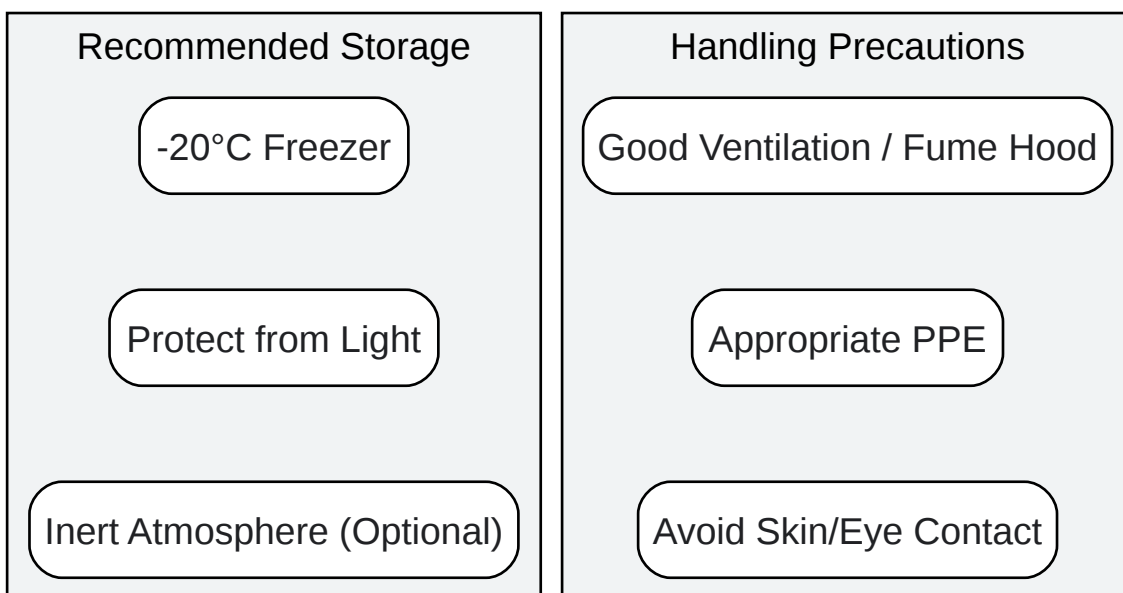 Recommended Storage
-20°C Freezer
Protect from Light
Inert Atmosphere (Optional)
Handling Precautions
Good Ventilation / Fume Hood
Appropriate PPE
Avoid Skin/Eye Contact